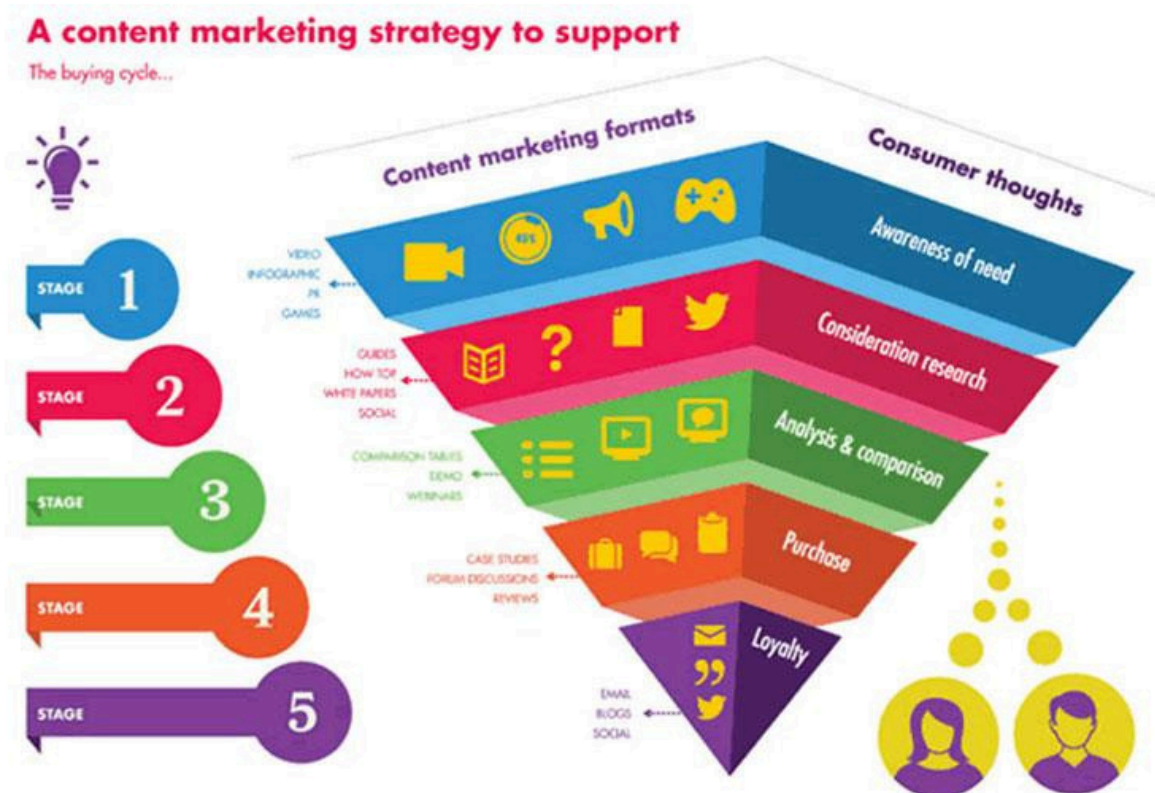 A content marketing strategy to support
The buying cycle...
Content marketing formats
Consumer thoughts
STAGE 1
VIDEO
INFOGRAPHIC
PR
GAMES
Awareness of need
STAGE 2
GUIDES
HOW TOP
WHITE PAPERS
SOCIAL
Consideration research
STAGE 3
COMPARISON TABLES
DEMO
WEBINARS
Analysis & comparison
STAGE 4
CASE STUDIES
FORUM DISCUSSIONS
REVIEWS
Purchase
STAGE 5
EMAIL
BLOGS
SOCIAL
Loyalty